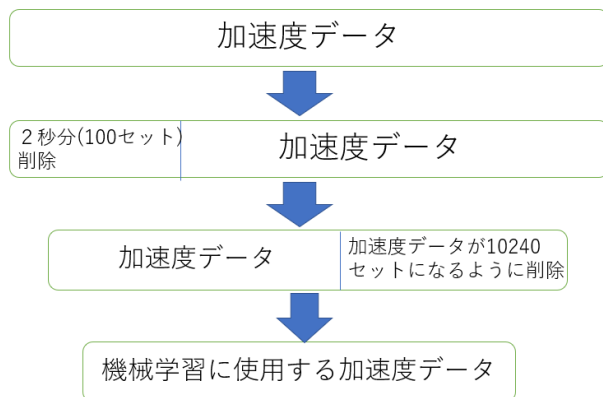 加速度データ
２秒分(100セット)
削除
加速度データ
加速度データ
加速度データが10240
セットになるように削除
機械学習に使用する加速度データ